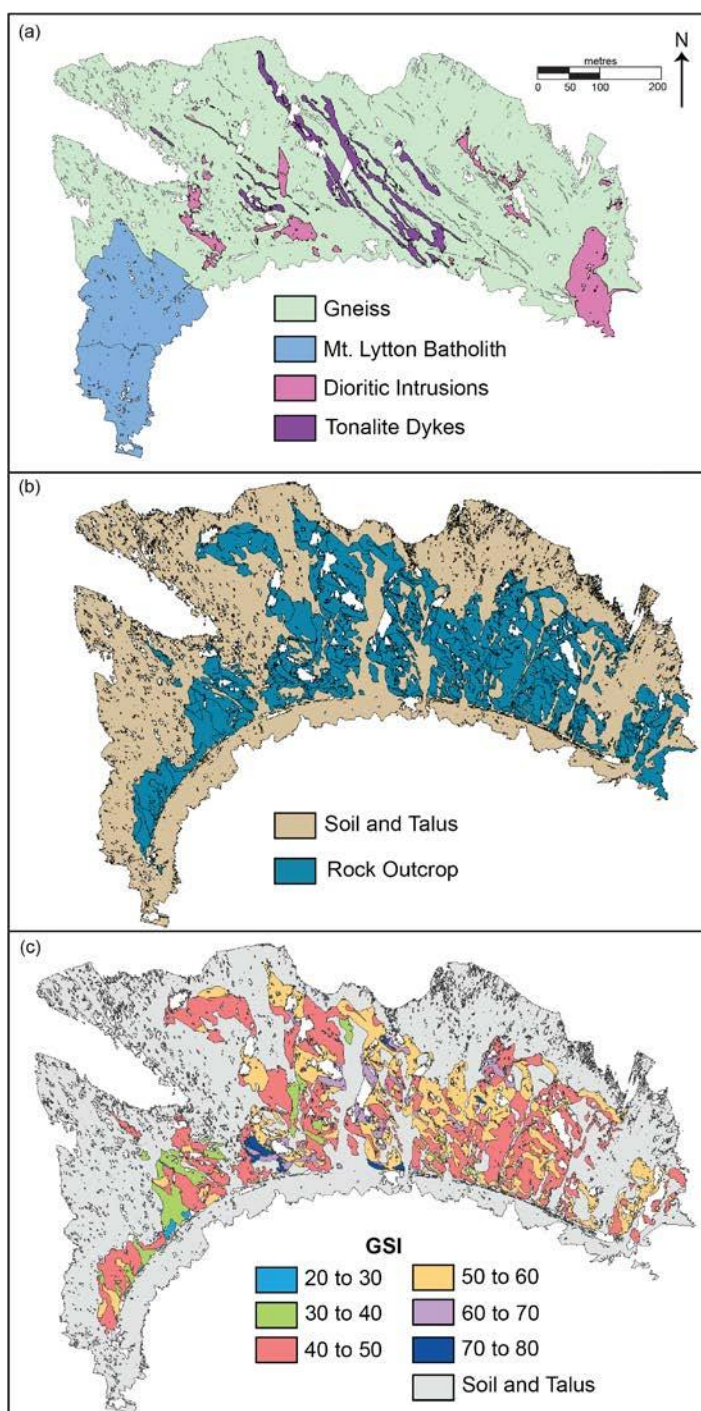 (a)
metres
N
0 50 100 200
Gneiss
Mt. Lytton Batholith
Dioritic Intrusions
Tonalite Dykes
(b)
Soil and Talus
Rock Outcrop
(c)
GSI
20 to 30
30 to 40
40 to 50
50 to 60
60 to 70
70 to 80
Soil and Talus